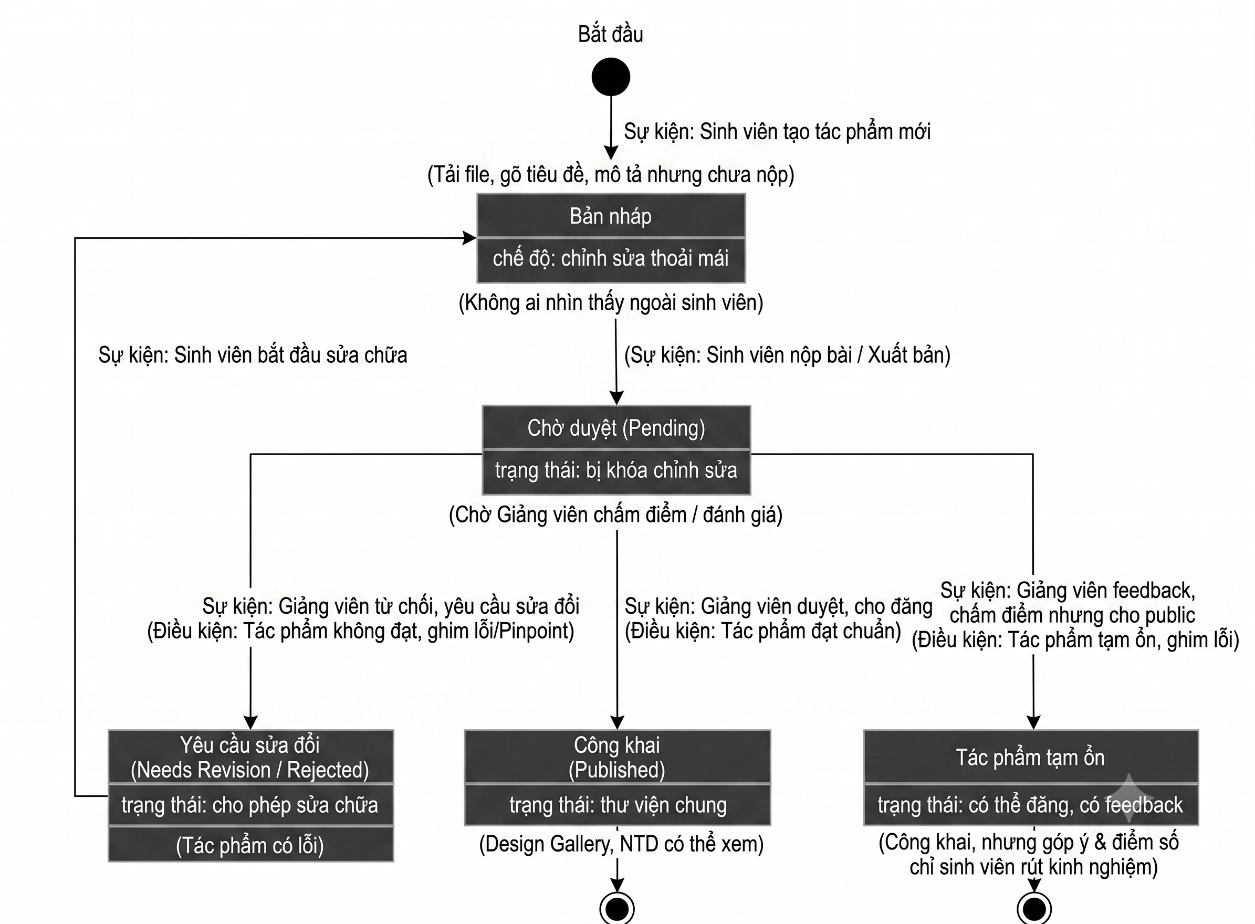 Bắt đầu
Sự kiện: Sinh viên tạo tác phẩm mới
(Tải file, gõ tiêu đề, mô tả nhưng chưa nộp)
Bản nháp
chế độ: chỉnh sửa thoải mái
(Không ai nhìn thấy ngoài sinh viên)
Sự kiện: Sinh viên bắt đầu sửa chữa
(Sự kiện: Sinh viên nộp bài / Xuất bản)
Chờ duyệt (Pending)
trạng thái: bị khóa chỉnh sửa
(Chờ Giảng viên chấm điểm / đánh giá)
Sự kiện: Giảng viên từ chối, yêu cầu sửa đổi
(Điều kiện: Tác phẩm không đạt, ghim lỗi/Pinpoint)
Sự kiện: Giảng viên duyệt, cho đăng
(Điều kiện: Tác phẩm đạt chuẩn)
Sự kiện: Giảng viên feedback,
chấm điểm nhưng cho public
(Điều kiện: Tác phẩm tạm ổn, ghim lỗi)
Yêu cầu sửa đổi
(Needs Revision / Rejected)
trạng thái: cho phép sửa chữa
(Tác phẩm có lỗi)
Công khai
(Published)
trạng thái: thư viện chung
(Design Gallery, NTD có thể xem)
Tác phẩm tạm ổn
trạng thái: có thể đăng, có feedback
(Công khai, nhưng góp ý & điểm số
chỉ sinh viên rút kinh nghiệm)